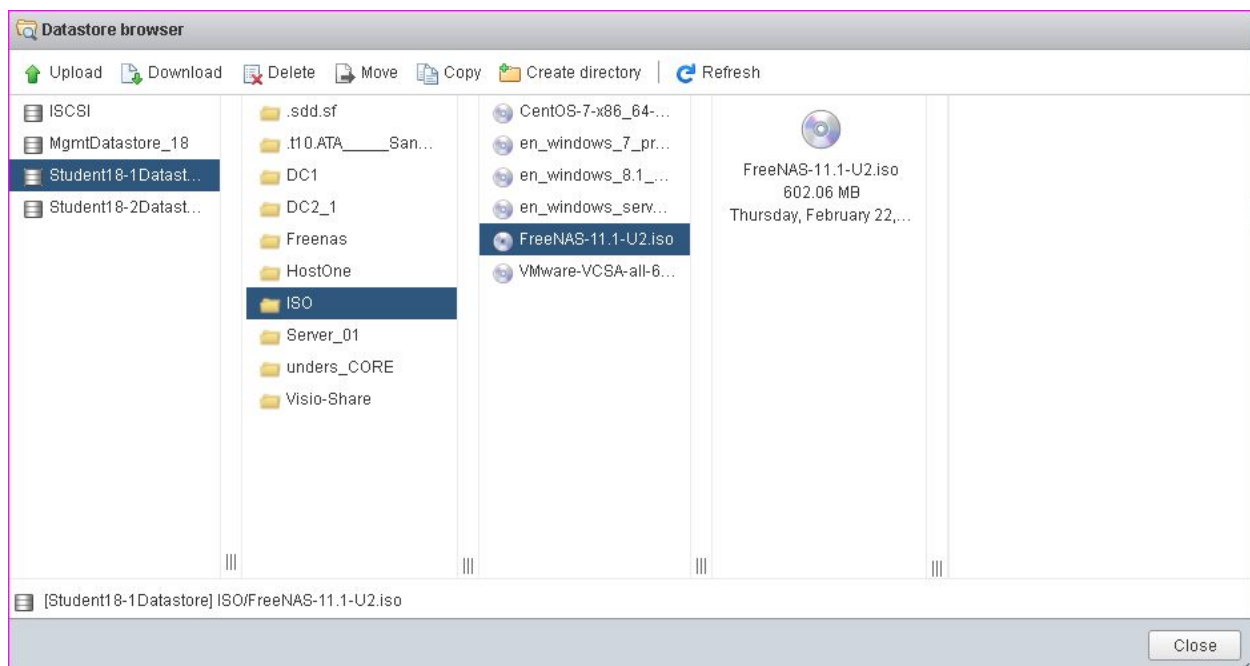 Datastore browser
Upload Download Delete Move Copy Create directory Refresh
ISCSI
MgmtDatastore_18
Student18-1Datast...
Student18-2Datast...
.sdd.sf
.t10.ATA_____San...
DC1
DC2_1
Freenas
HostOne
ISO
Server_01
unders_CORE
Visio-Share
CentOS-7-x86_64-...
en_windows_7_pr...
en_windows_8.1_...
en_windows_serv...
FreeNAS-11.1-U2.iso
VMware-VCSA-all-6...
FreeNAS-11.1-U2.iso
602.06 MB
Thursday, February 22,...
[Student18-1Datastore] ISO/FreeNAS-11.1-U2.iso
Close